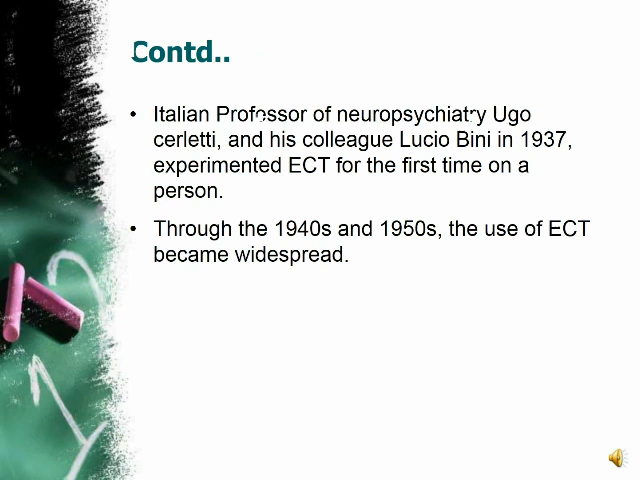 Contd..
• Italian Professor of neuropsychiatry Ugo
cerletti, and his colleague Lucio Bini in 1937,
experimented ECT for the first time on a
person.
• Through the 1940s and 1950s, the use of ECT
became widespread.